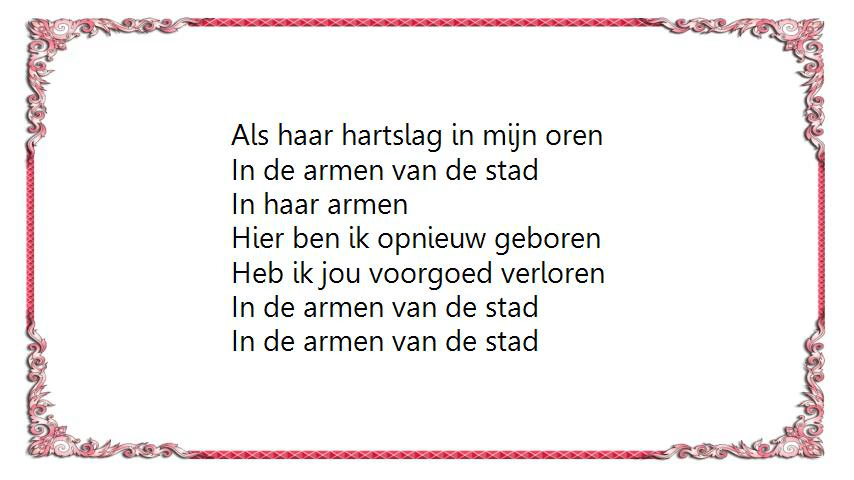 Als haar hartslag in mijn oren
In de armen van de stad
In haar armen
Hier ben ik opnieuw geboren
Heb ik jou voorgoed verloren
In de armen van de stad
In de armen van de stad